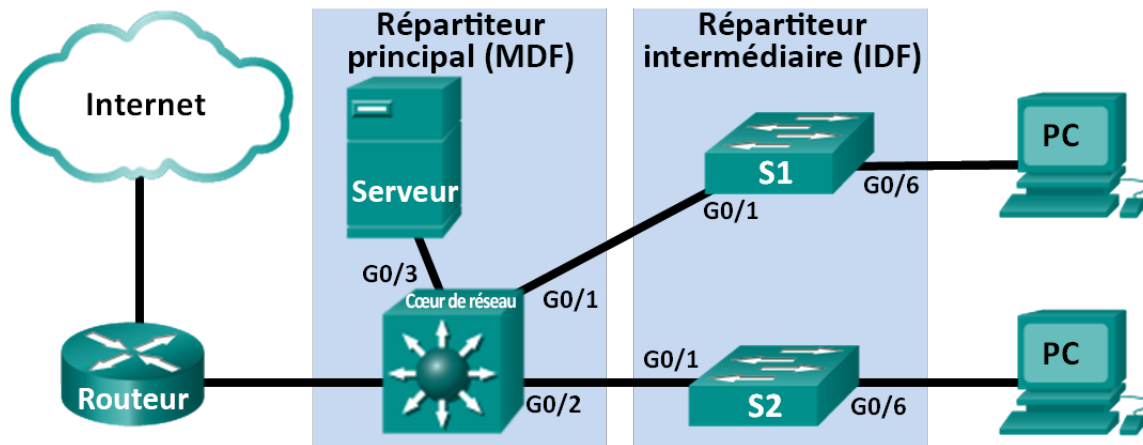 Répartiteur
principal (MDF)
Répartiteur
intermédiaire (IDF)
Internet
Serveur
S1
PC
G0/6
G0/1
G0/3
Cœur de réseau
G0/1
Routeur
G0/2
G0/1
S2
G0/6
PC